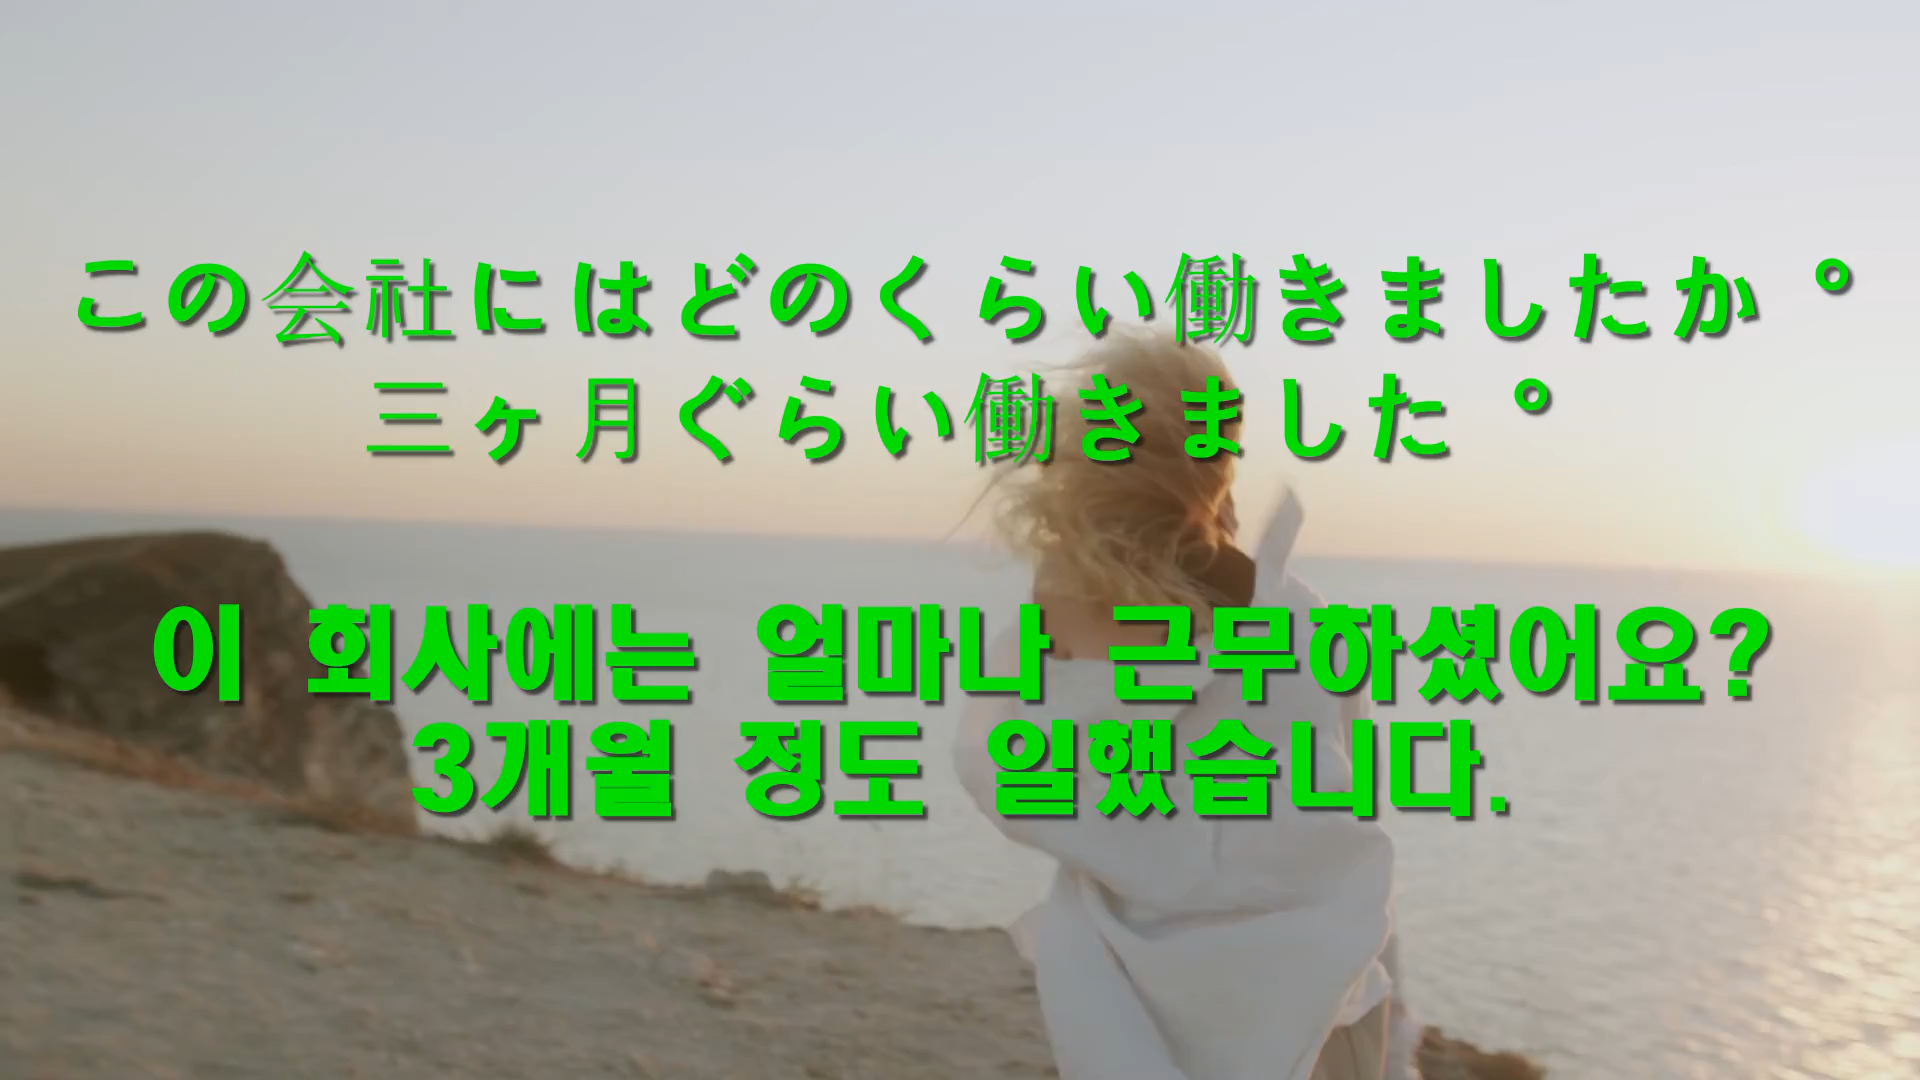 この会社にはどのくらい働きましたか 。
三ヶ月ぐらい働きました 。
이 회사에는 얼마나 근무하셨어요?
3개월 정도 일했습니다.